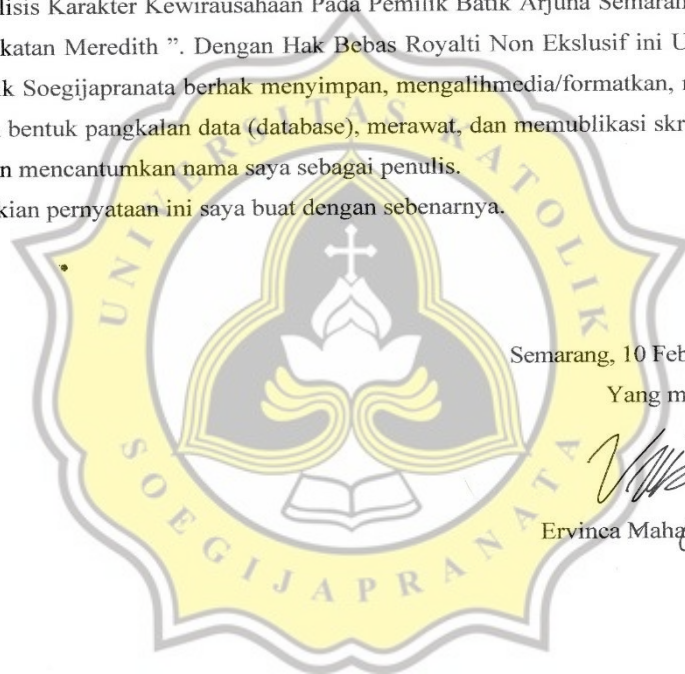 lisis Karakter Kewirausahaan Pada Pemilik Batik Arjuna Semaran
katan Meredith ”. Dengan Hak Bebas Royalti Non Ekslusif ini U
k Soegijapranata berhak menyimpan, mengalihmedia/formatkan,
bentuk pangkalan data (database), merawat, dan memublikasi skr
n mencantumkan nama saya sebagai penulis.
kian pernyataan ini saya buat dengan sebenarnya.
UNIVERSITAS KATOLIK
SOEGIJAPRANATA
Semarang, 10 Feb
Yang m
Ervinca Maha